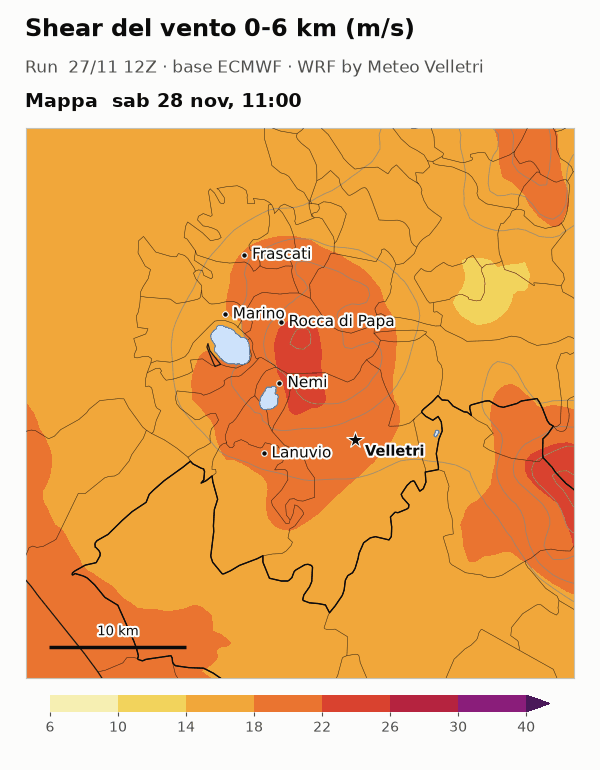 Shear del vento 0-6 km (m/s)
Run  27/11 12Z · base ECMWF · WRF by Meteo Velletri
Mappa  sab 28 nov, 11:00
Frascati
Marino
Rocca di Papa
Nemi
Velletri
Lanuvio
10 km
6 10 14 18 22 26 30 40